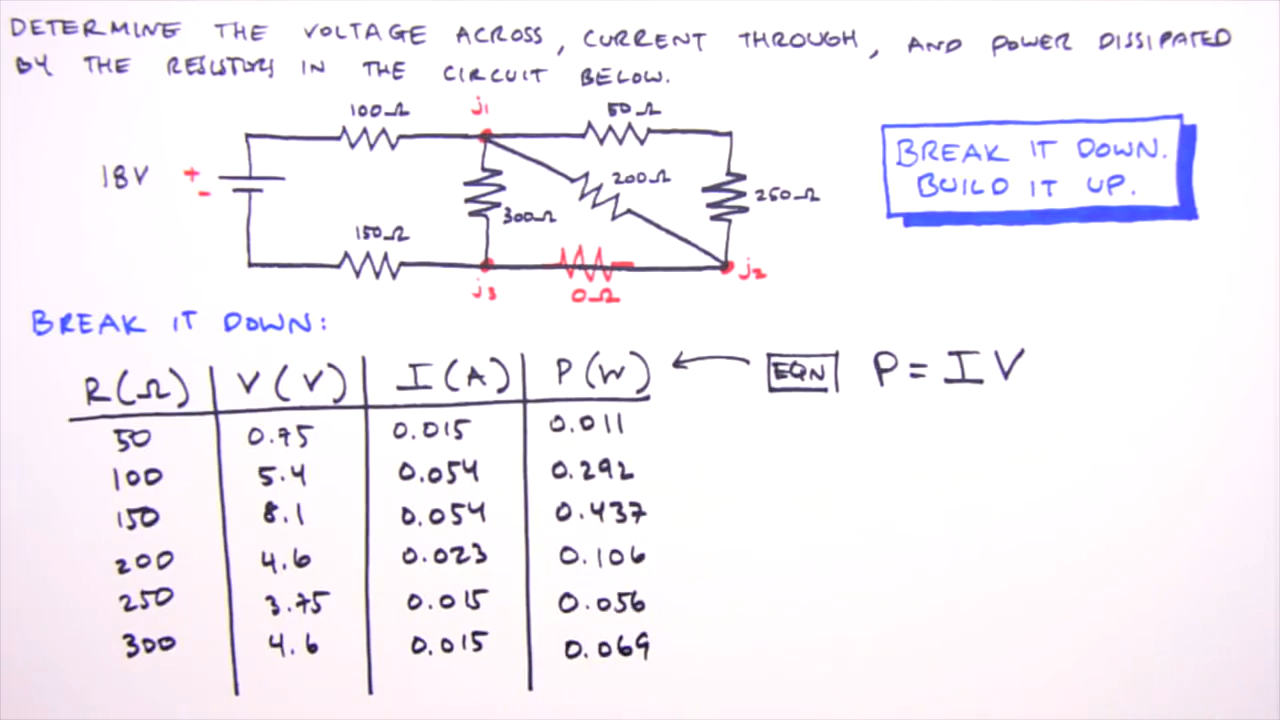 DETERMINE THE VOLTAGE ACROSS, CURRENT THROUGH, AND POWER DISSIPATED
BY THE RESISTORS IN THE CIRCUIT BELOW.
100Ω j1 50Ω
18V + -
300Ω 200Ω 250Ω
150Ω
j3 0Ω j2
BREAK IT DOWN.
BUILD IT UP.
BREAK IT DOWN:
R(Ω) V(V) I(A) P(W) EQN P = IV
50 0.75 0.015 0.011
100 5.4 0.054 0.292
150 8.1 0.054 0.437
200 4.6 0.023 0.106
250 3.75 0.015 0.056
300 4.6 0.015 0.069